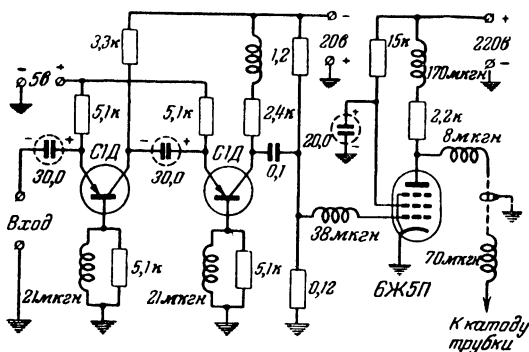 3,3к
1,2
-
20в
+
15к
+
220в
-
170мкгн
- 5в +
5,1к
5,1к
2,4к
2,2к
8мкгн
- +
С1Д
- +
С1Д
20,0
+
-
30,0
30,0
0,1
Вход
38мкгн
6Ж5П
70мкгн
5,1к
5,1к
21мкгн
21мкгн
0,12
К катоду
трубки